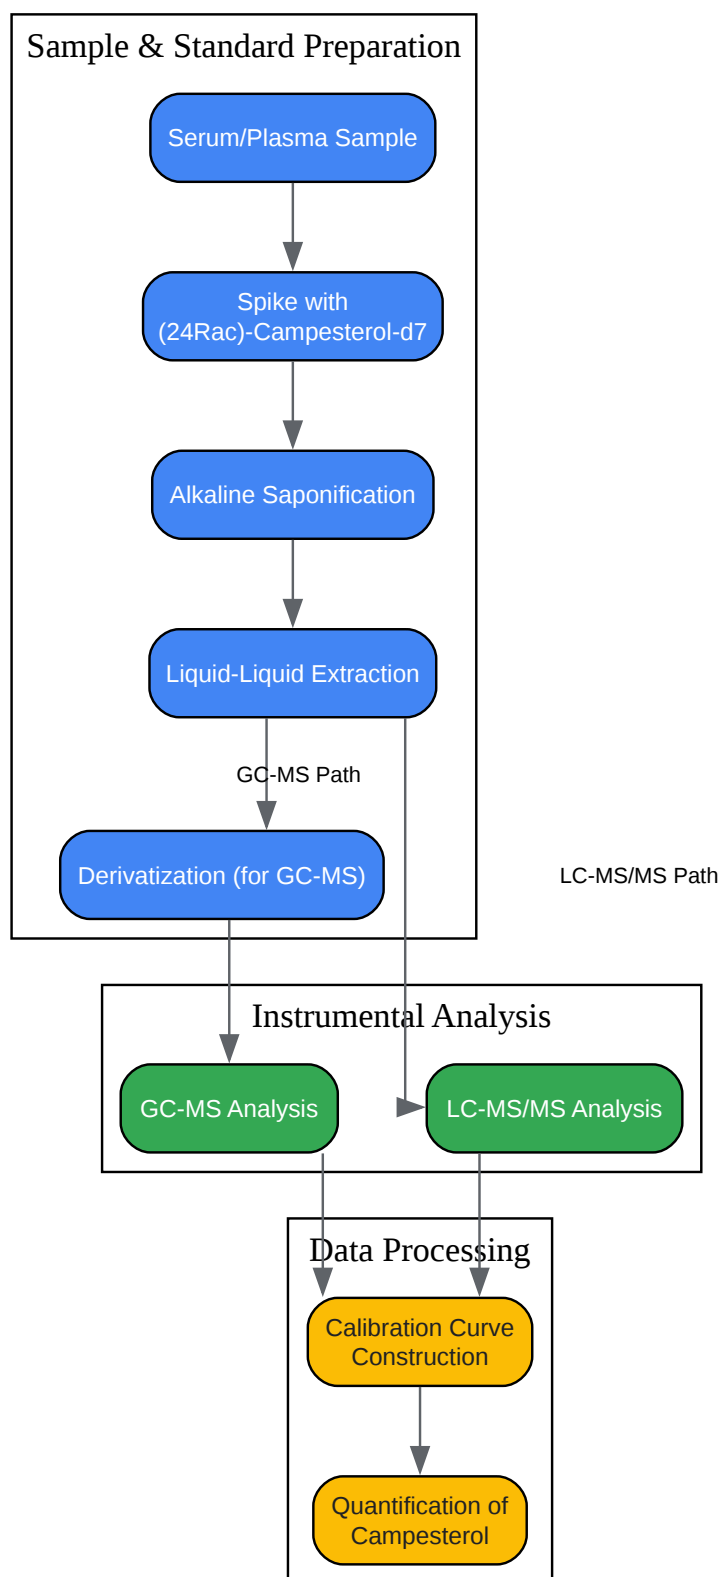 Sample & Standard Preparation
Serum/Plasma Sample
Spike with
(24Rac)-Campesterol-d7
Alkaline Saponification
Liquid-Liquid Extraction
GC-MS Path
Derivatization (for GC-MS)
LC-MS/MS Path
Instrumental Analysis
GC-MS Analysis
LC-MS/MS Analysis
Data Processing
Calibration Curve
Construction
Quantification of
Campesterol